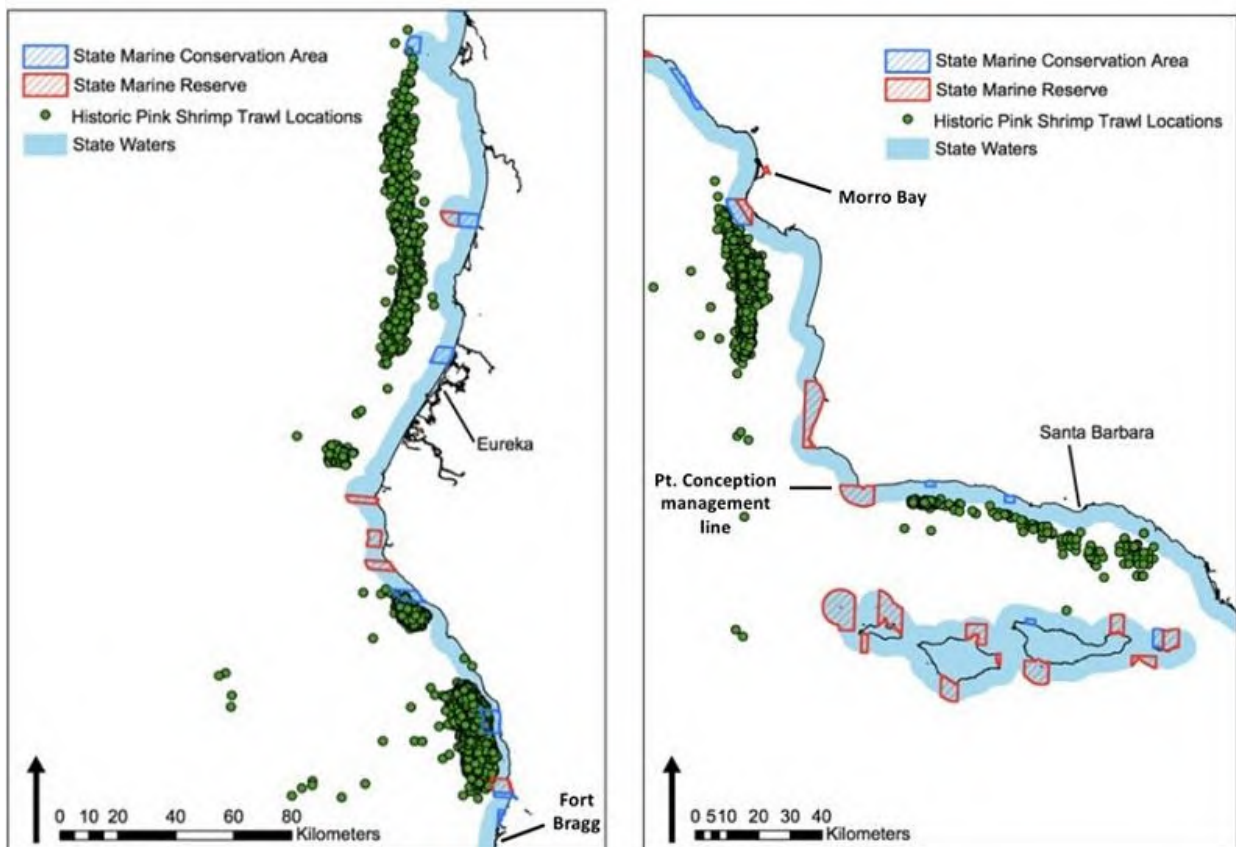 State Marine Conservation Area
State Marine Reserve
Historic Pink Shrimp Trawl Locations
State Waters
Eureka
Fort
Bragg
0 10 20 40 60 80
Kilometers
State Marine Conservation Area
State Marine Reserve
Historic Pink Shrimp Trawl Locations
State Waters
Morro Bay
Santa Barbara
Pt. Conception
management
line
0 5 10 20 30 40
Kilometers